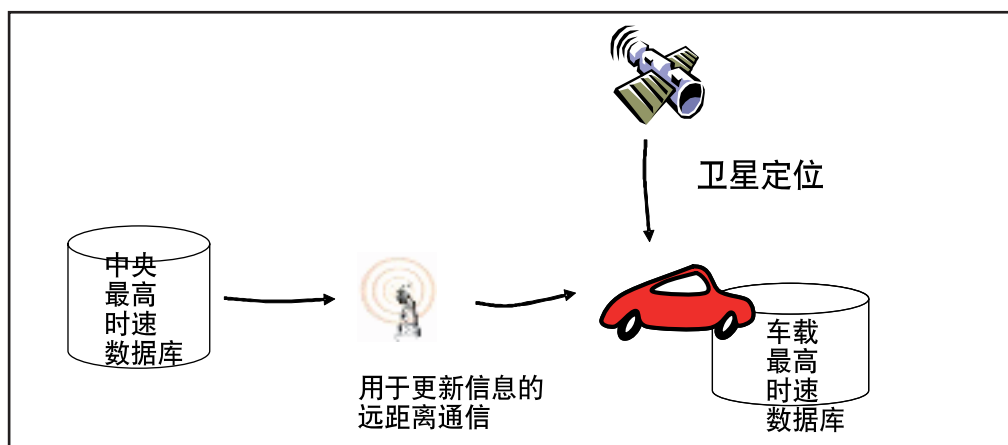 卫星定位
中央
最高
时速
数据库
用于更新信息的
远距离通信
车载
最高
时速
数据库